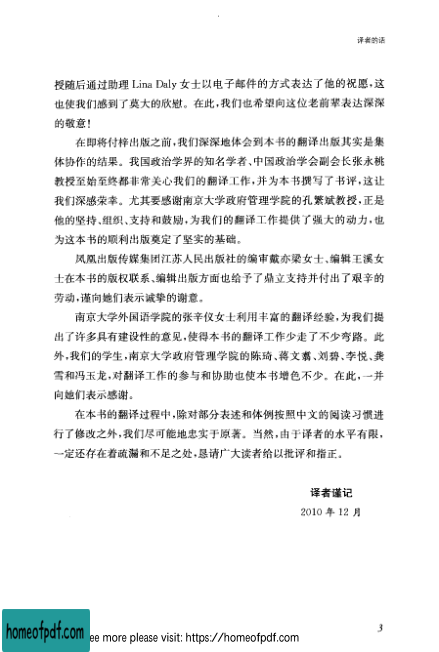 译者的话
授随后通过助理 Lina Daly 女士以电子邮件的方式表达了他的祝愿,这
也使我们感到了莫大的欣慰。在此,我们也希望向这位老前辈表达深深
的敬意!
在即将付梓出版之前,我们深深地体会到本书的翻译出版其实是集
体协作的结果。我国政治学界的知名学者、中国政治学会副会长张永桃
教授至始至终都非常关心我们的翻译工作,并为本书撰写了书评,这让
我们深感荣幸。尤其要感谢南京大学政府管理学院的孔繁斌教授,正是
他的坚持、组织、支持和鼓励,为我们的翻译工作提供了强大的动力,也
为这本书的顺利出版奠定了坚实的基础。
凤凰出版传媒集团江苏人民出版社的编审戴亦梁女士、编辑王溪女
士在本书的版权联系、编辑出版方面也给予了鼎立支持并付出了艰辛的
劳动,谨向她们表示诚挚的谢意。
南京大学外国语学院的张辛仪女士利用丰富的翻译经验,为我们提
出了许多具有建设性的意见,使得本书的翻译工作少走了不少弯路。此
外,我们的学生,南京大学政府管理学院的陈琦、蒋文翥、刘碧、李悦、龚
雪和冯玉龙,对翻译工作的参与和协助也使本书增色不少。在此,一并
向她们表示感谢。
在本书的翻译过程中,除对部分表述和体例按照中文的阅读习惯进
行了修改之外,我们尽可能地忠实于原著。当然,由于译者的水平有限,
一定还存在着疏漏和不足之处,恳请广大读者给以批评和指正。
译者谨记
2010 年 12 月
3
homeofpdf.com
ee more please visit: https://homeofpdf.com